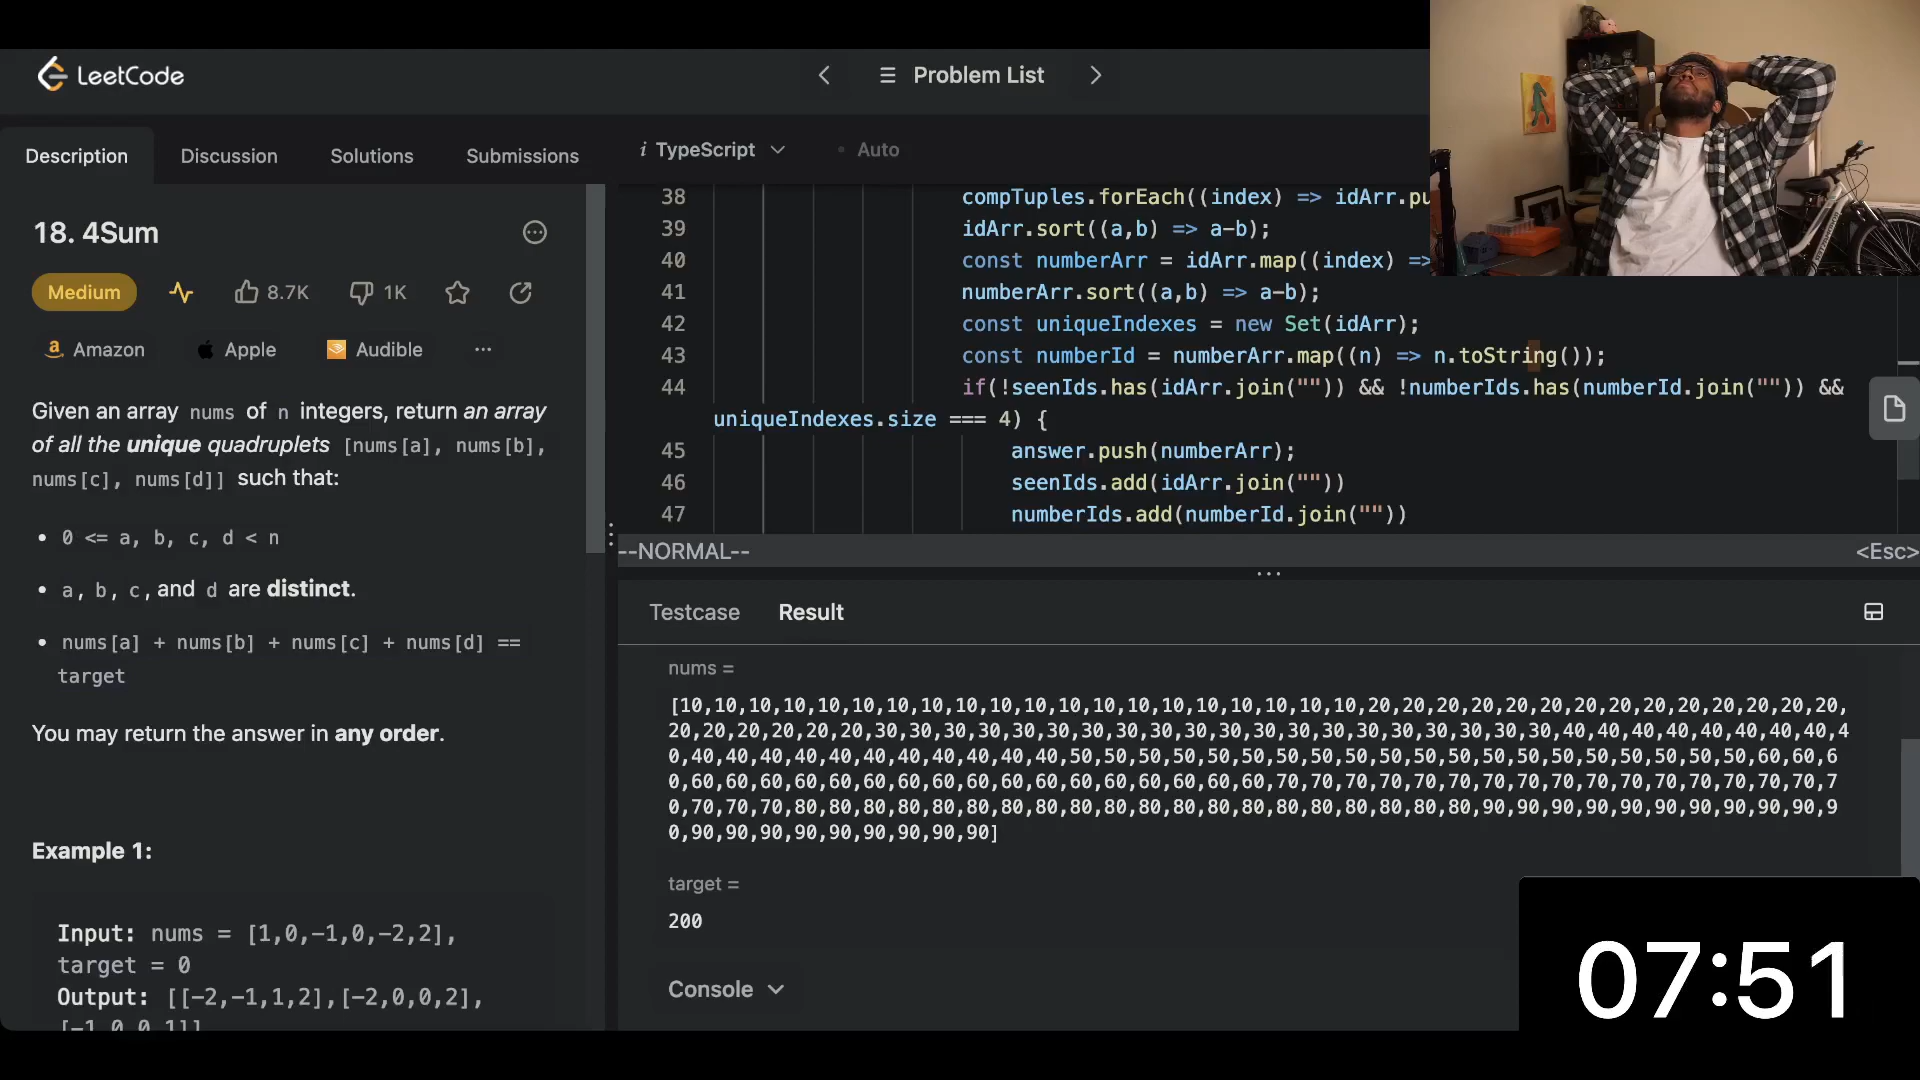 LeetCode
Problem List
Description
Discussion
Solutions
Submissions
i TypeScript
Auto
18. 4Sum
Medium
8.7K
1K
Amazon
Apple
Audible
Given an array nums of n integers, return an array
of all the unique quadruplets [nums[a], nums[b],
nums[c], nums[d]] such that:
• 0 <= a, b, c, d < n
• a, b, c, and d are distinct.
• nums[a] + nums[b] + nums[c] + nums[d] ==
target
You may return the answer in any order.
Example 1:
Input: nums = [1,0,-1,0,-2,2],
target = 0
Output: [[-2,-1,1,2],[-2,0,0,2],
[-1,0,0,1]]
38 compTuples.forEach((index) => idArr.pu
39 idArr.sort((a,b) => a-b);
40 const numberArr = idArr.map((index) =>
41 numberArr.sort((a,b) => a-b);
42 const uniqueIndexes = new Set(idArr);
43 const numberId = numberArr.map((n) => n.toString());
44 if(!seenIds.has(idArr.join("")) && !numberIds.has(numberId.join("")) &&
uniqueIndexes.size === 4) {
45 answer.push(numberArr);
46 seenIds.add(idArr.join(""))
47 numberIds.add(numberId.join(""))
--NORMAL--
<Esc>
Testcase
Result
nums =
[10,10,10,10,10,10,10,10,10,10,10,10,10,10,10,10,10,10,10,10,20,20,20,20,20,20,20,20,20,20,20,20,20,20,
20,20,20,20,20,20,30,30,30,30,30,30,30,30,30,30,30,30,30,30,30,30,30,30,30,30,40,40,40,40,40,40,40,40,4
0,40,40,40,40,40,40,40,40,40,40,40,50,50,50,50,50,50,50,50,50,50,50,50,50,50,50,50,50,50,50,50,60,60,6
0,60,60,60,60,60,60,60,60,60,60,60,60,60,60,60,60,60,70,70,70,70,70,70,70,70,70,70,70,70,70,70,70,70,7
0,70,70,70,80,80,80,80,80,80,80,80,80,80,80,80,80,80,80,80,80,80,80,80,90,90,90,90,90,90,90,90,90,90,9
0,90,90,90,90,90,90,90,90,90]
target =
200
Console
07:51